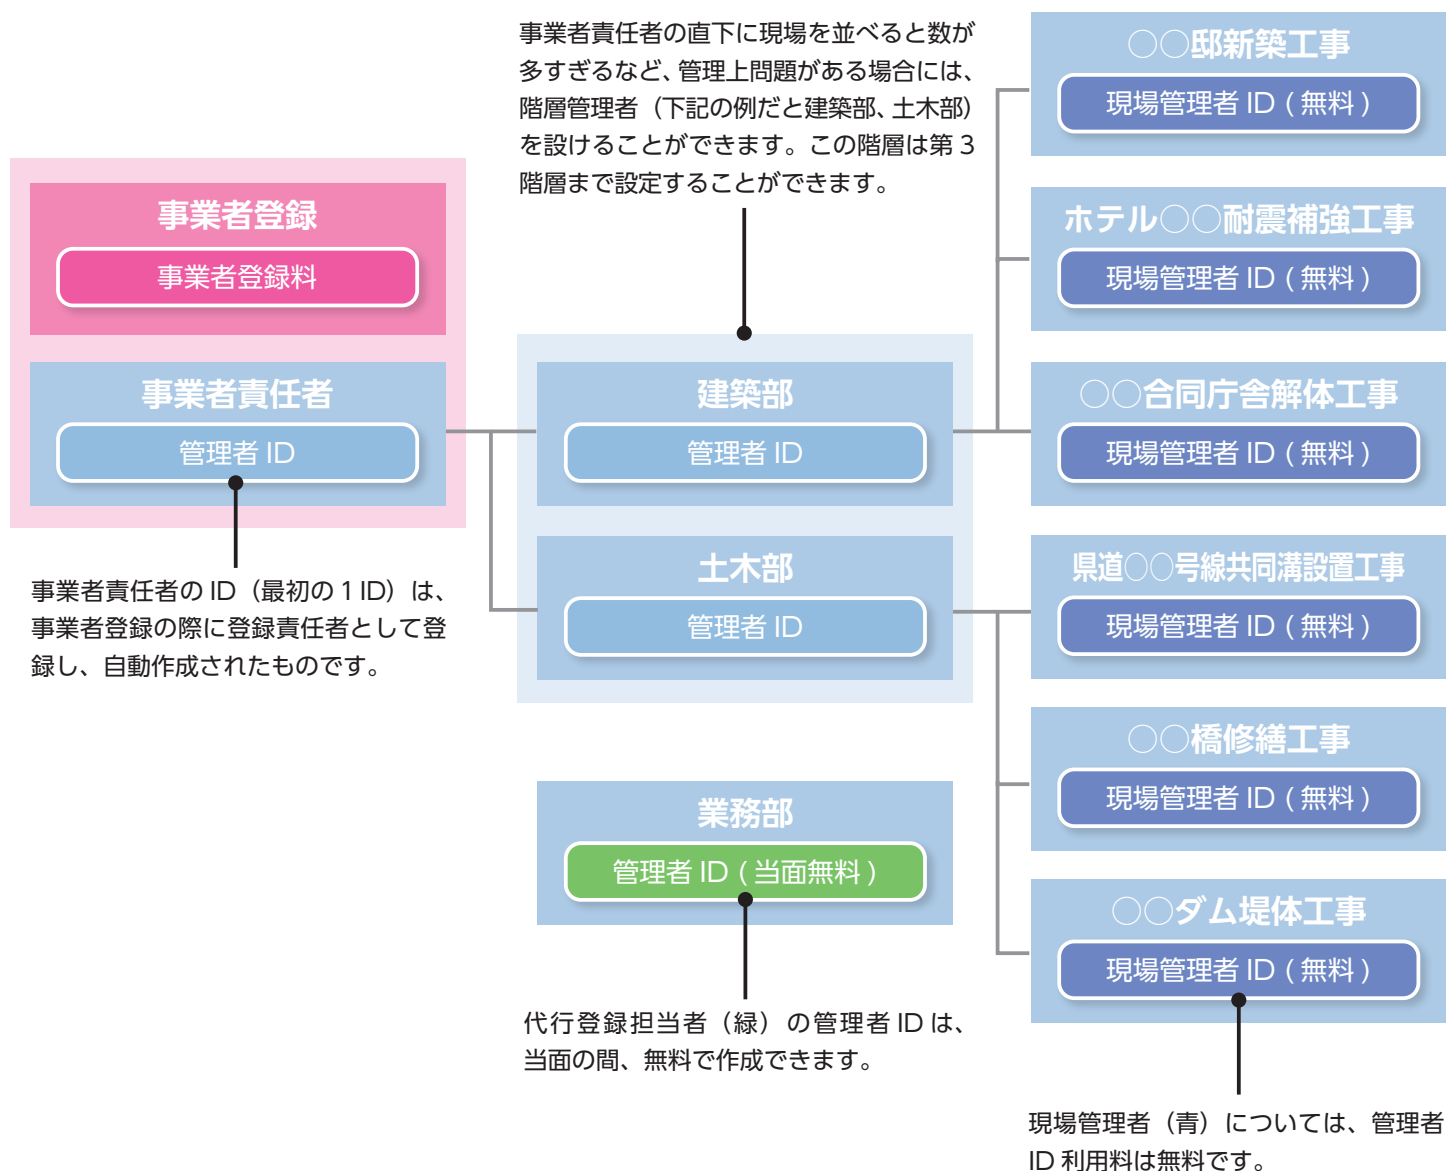 事業者責任者の直下に現場を並べると数が
多すぎるなど、管理上問題がある場合には、
階層管理者（下記の例だと建築部、土木部）
を設けることができます。この階層は第 3
階層まで設定することができます。
事業者登録
事業者登録料
事業者責任者
管理者 ID
事業者責任者の ID（最初の 1 ID）は、
事業者登録の際に登録責任者として登
録し、自動作成されたものです。
建築部
管理者 ID
土木部
管理者 ID
業務部
管理者 ID ( 当面無料 )
代行登録担当者（緑）の管理者 ID は、
当面の間、無料で作成できます。
○○邸新築工事
現場管理者 ID ( 無料 )
ホテル○○耐震補強工事
現場管理者 ID ( 無料 )
○○合同庁舎解体工事
現場管理者 ID ( 無料 )
県道○○号線共同溝設置工事
現場管理者 ID ( 無料 )
○○橋修繕工事
現場管理者 ID ( 無料 )
○○ダム堤体工事
現場管理者 ID ( 無料 )
現場管理者（青）については、管理者
ID 利用料は無料です。